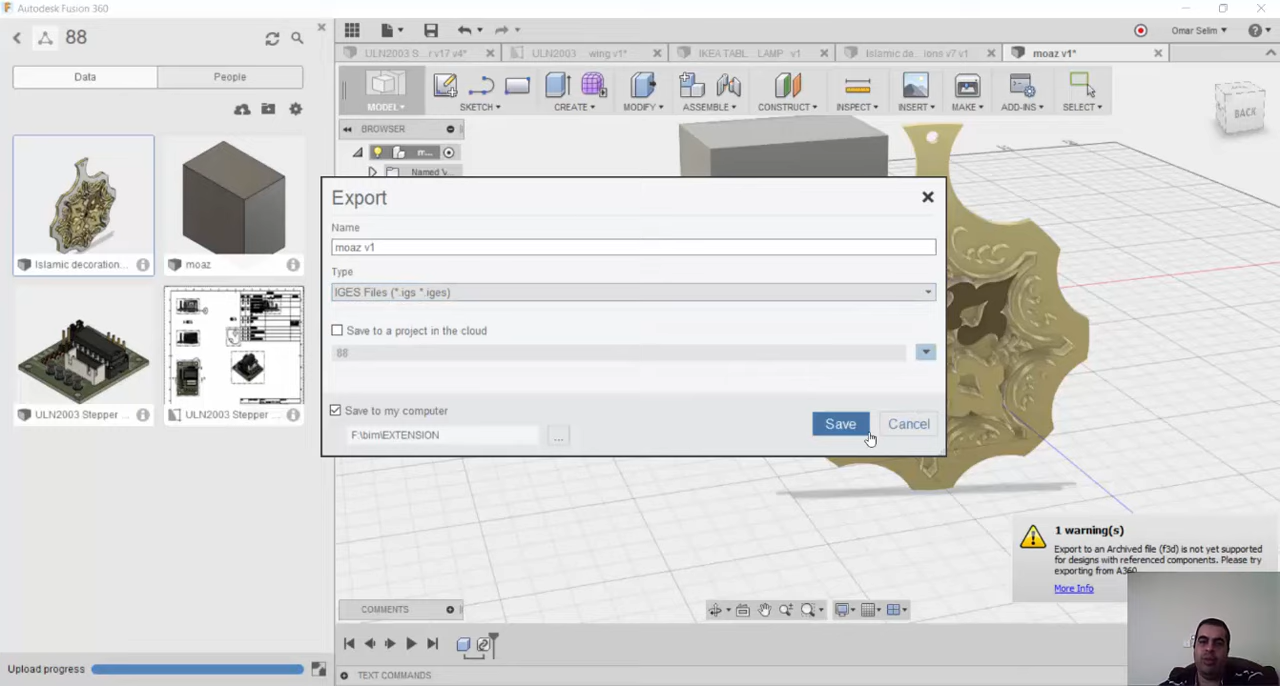 Autodesk Fusion 360
88
Omar Selim
Data
People
ULN2003 S... r v17 v4*
ULN2003 wing v1*
IKEA TABL LAMP v1
Islamic de... ions v7 v1
moaz v1*
MODEL
SKETCH
CREATE
MODIFY
ASSEMBLE
CONSTRUCT
INSPECT
INSERT
MAKE
ADD-INS
SELECT
BROWSER
m...
Named V...
BACK
Islamic decoration...
moaz
ULN2003 Stepper ...
ULN2003 Stepper ...
Export
Name
moaz v1
Type
IGES Files (*.igs *.iges)
Save to a project in the cloud
88
Save to my computer
F:\bim\EXTENSION
...
Save
Cancel
1 warning(s)
Export to an Archived file (f3d) is not yet supported
for designs with referenced components. Please try
exporting from A360.
More Info
COMMENTS
Upload progress
TEXT COMMANDS